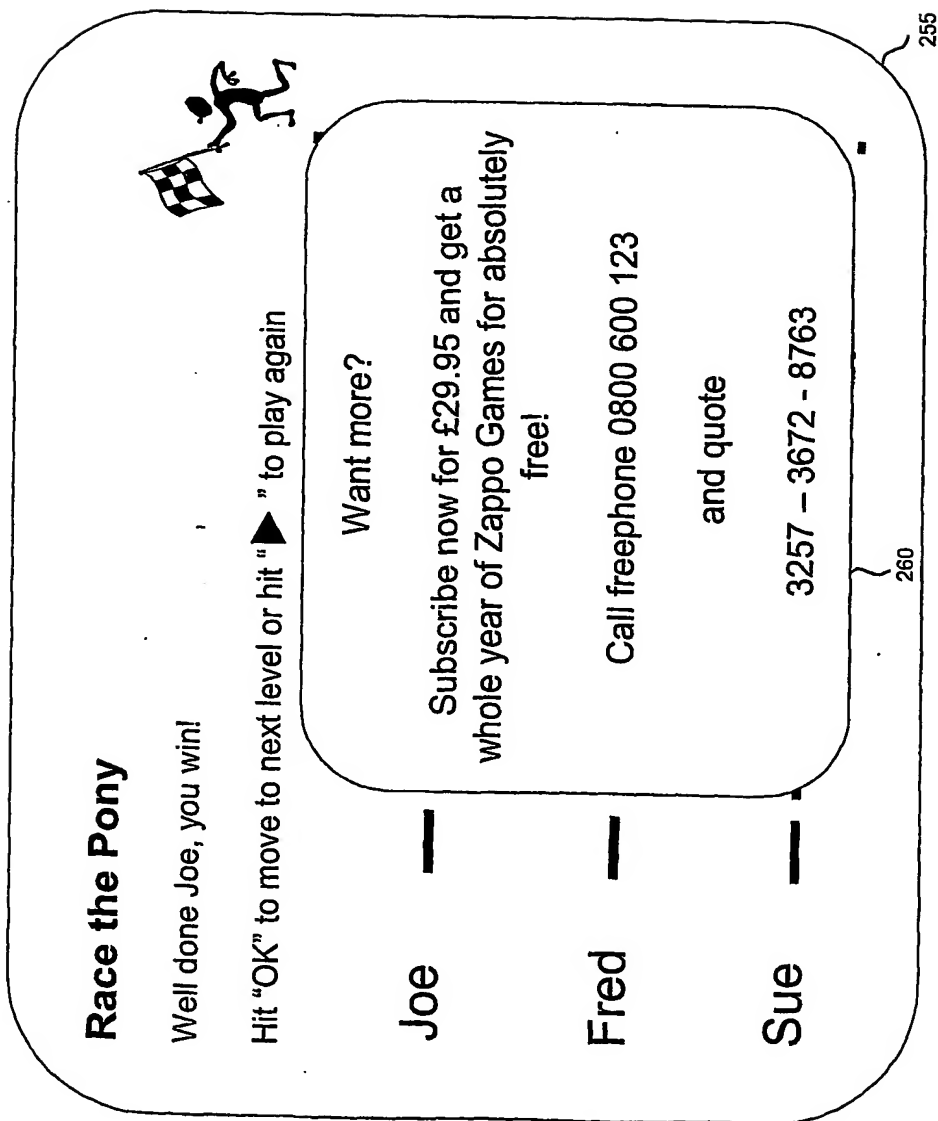 Race the Pony
Well done Joe, you win!
Hit “OK” to move to next level or hit “▶” to play again
Joe
Fred
Sue
Want more?
Subscribe now for £29.95 and get a
whole year of Zappo Games for absolutely
free!
Call freephone 0800 600 123
and quote
3257 – 3672 - 8763
260
255